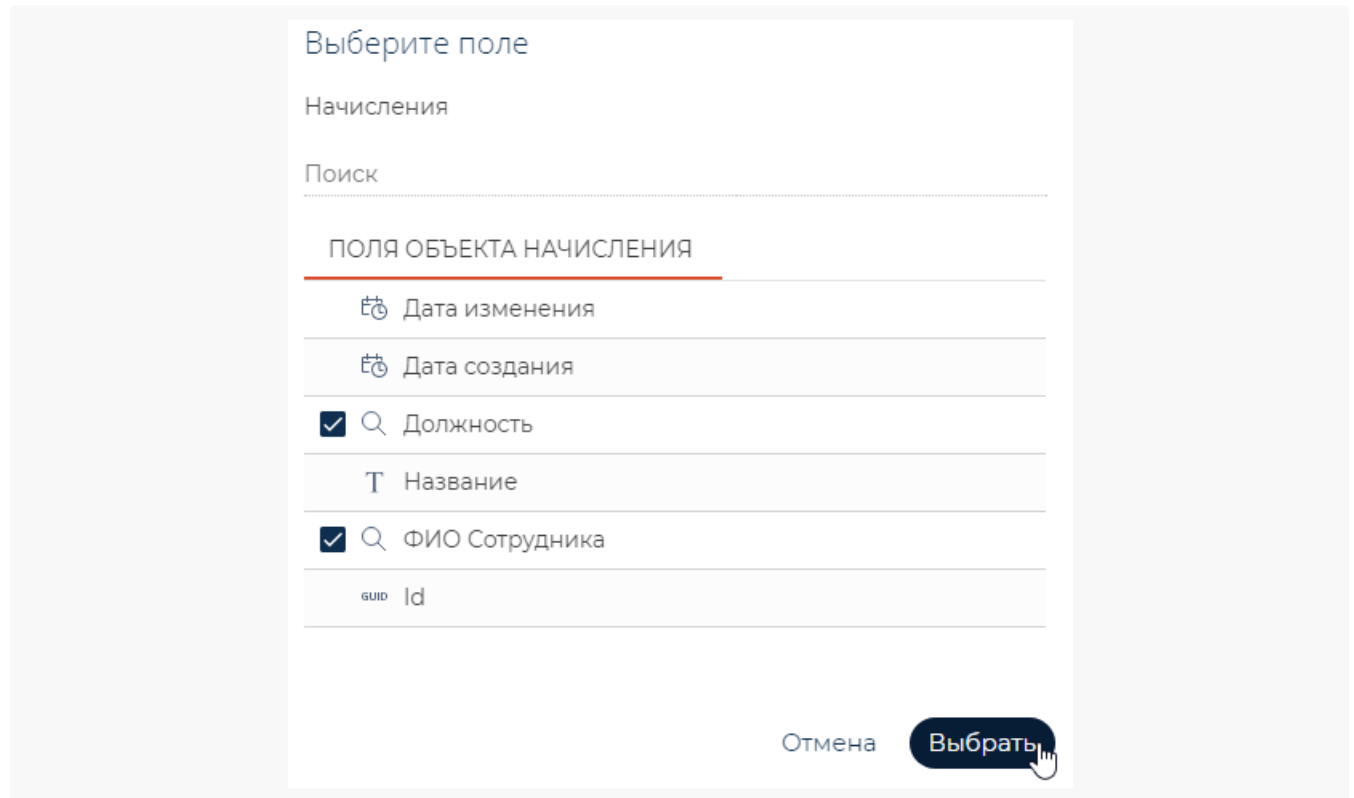 Выберите поле
Начисления
Поиск
ПОЛЯ ОБЪЕКТА НАЧИСЛЕНИЯ
Дата изменения
Дата создания
Должность
T Название
ФИО Сотрудника
GUID Id
Отмена Выбрать